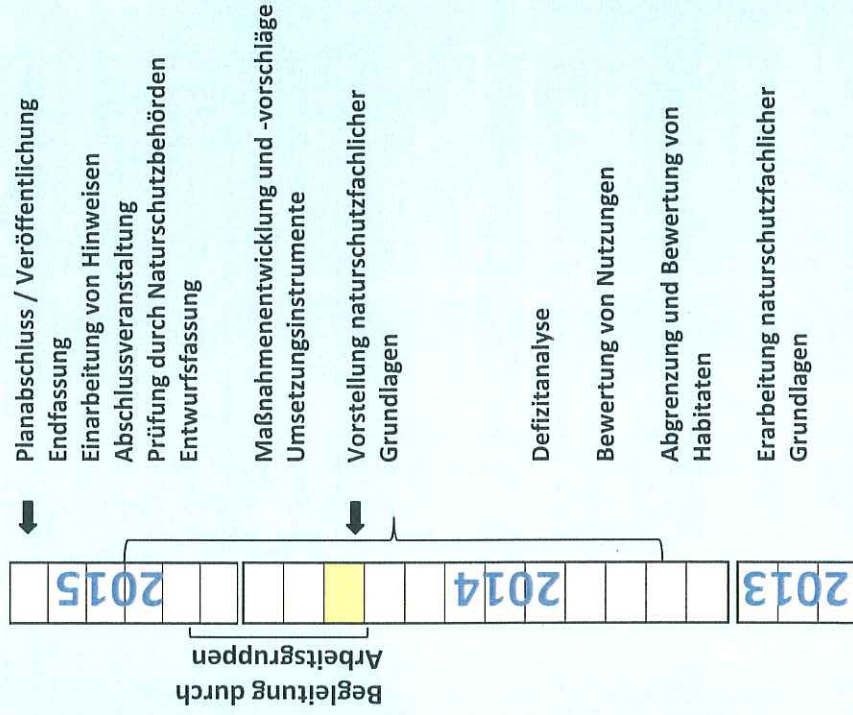 Planabschluss / Veröffentlichung
Endfassung
Einarbeitung von Hinweisen
Abschlussveranstaltung
Prüfung durch Naturschutzbehörden
Entwurfsfassung
Maßnahmenentwicklung und -vorschläge
Umsetzungsinstrumente
Vorstellung naturschutzfachlicher
Grundlagen
Defizitanalyse
Bewertung von Nutzungen
Abgrenzung und Bewertung von
Habitaten
Erarbeitung naturschutzfachlicher
Grundlagen
2015
2014
2013
Begleitung durch
Arbeitsgruppen